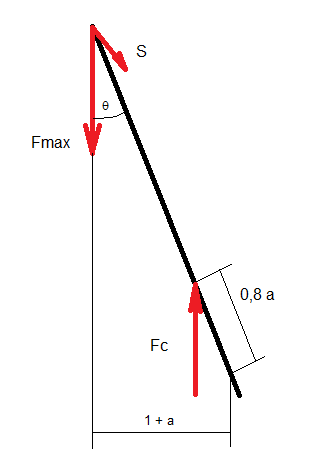 S
θ
Fmax
0,8 a
Fc
1 + a